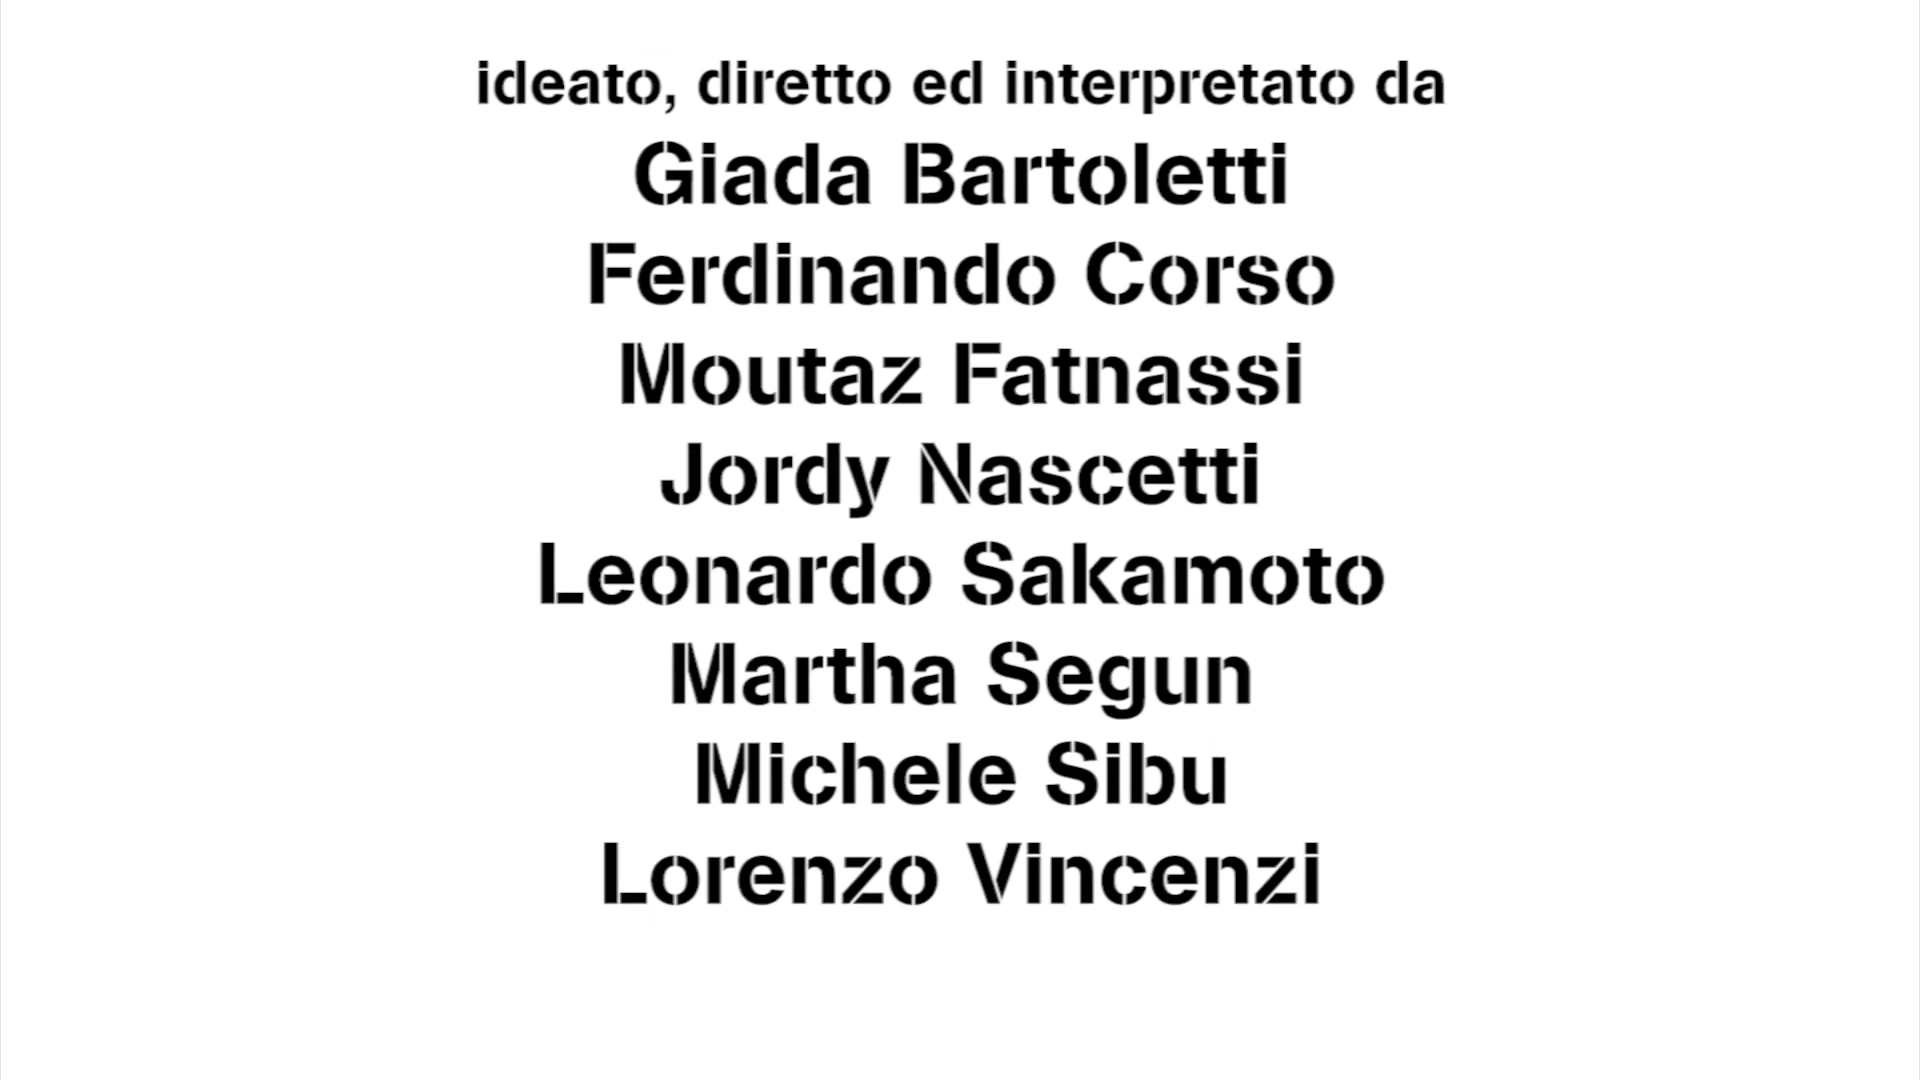 ideato, diretto ed interpretato da
Giada Bartoletti
Ferdinando Corso
Moutaz Fatnassi
Jordy Nascetti
Leonardo Sakamoto
Martha Segun
Michele Sibu
Lorenzo Vincenzi